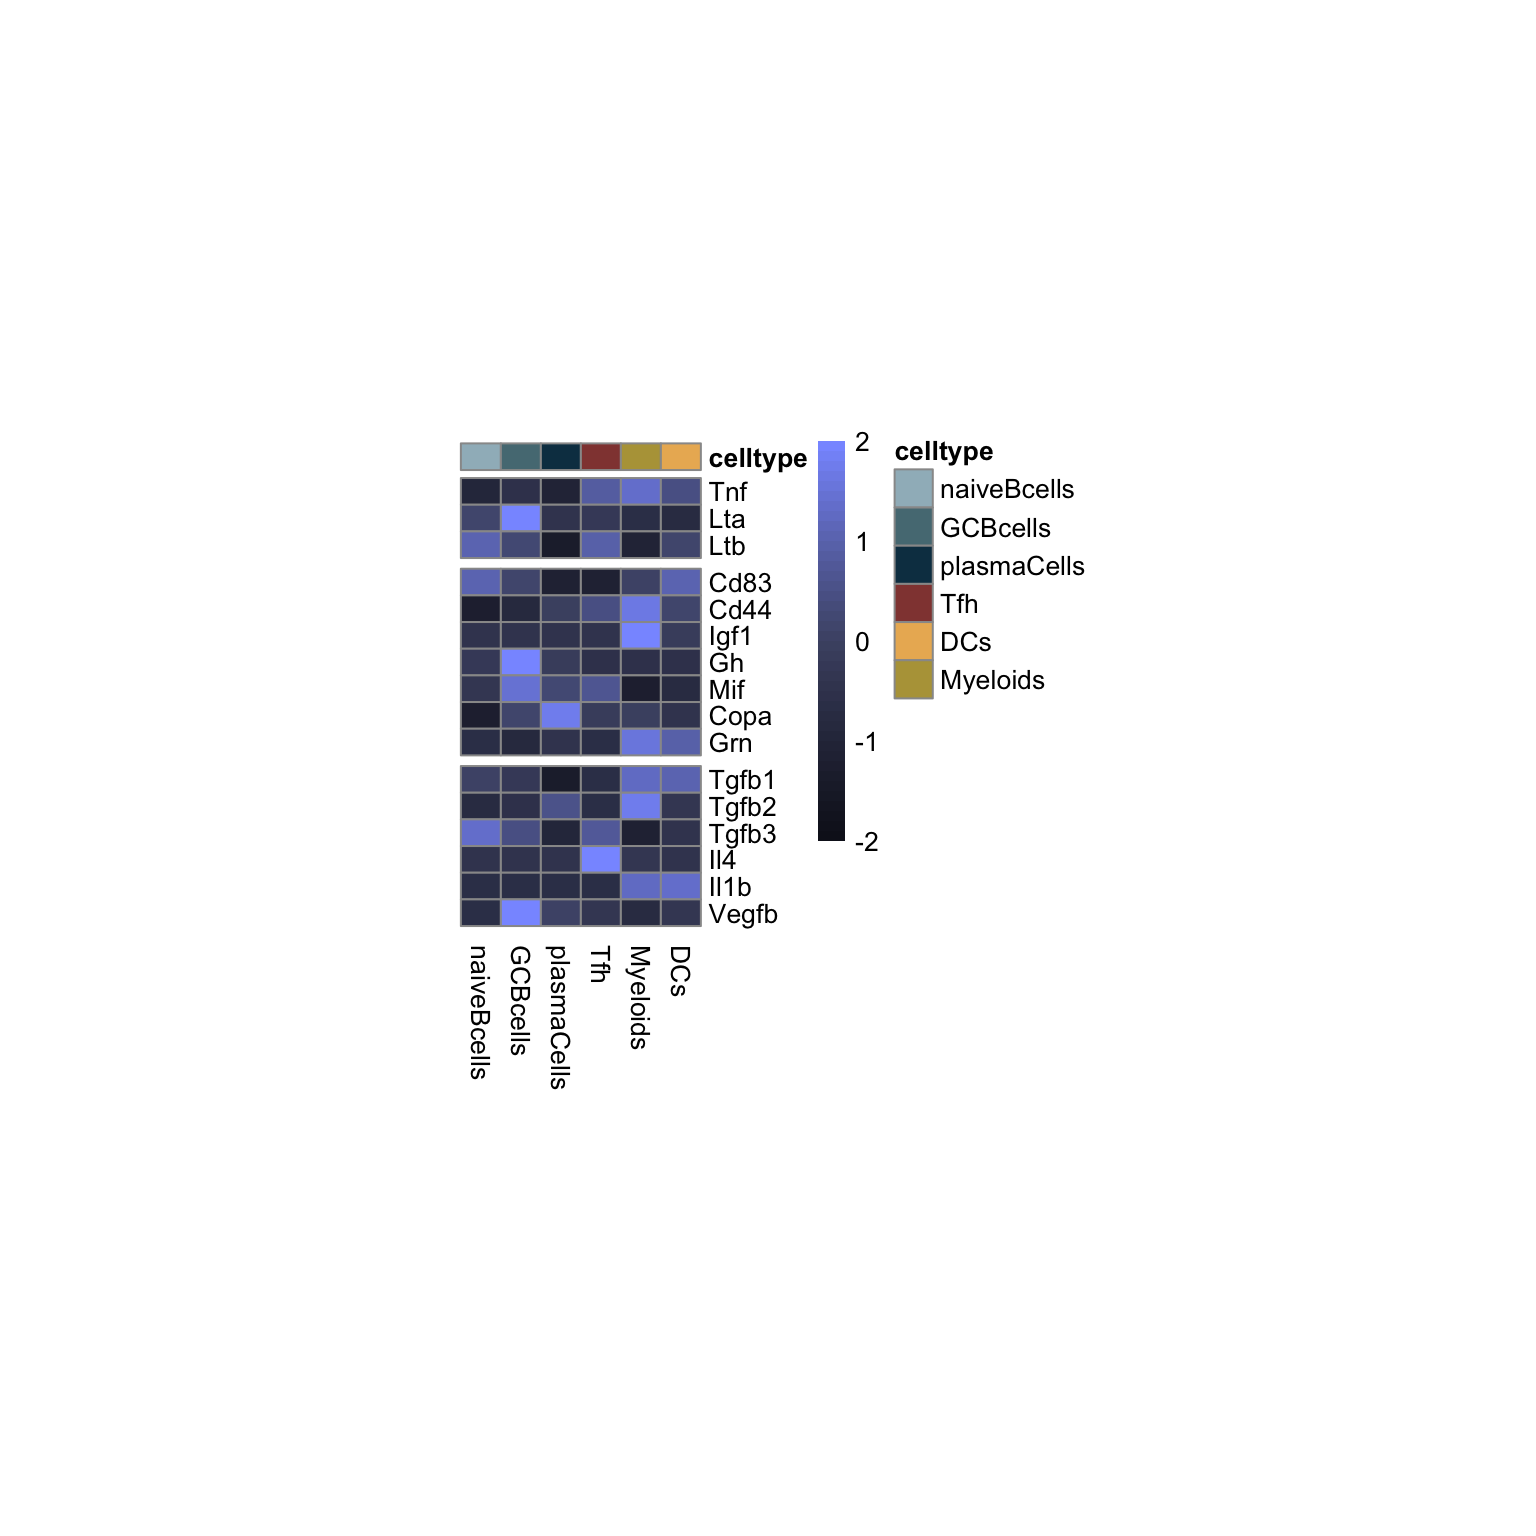 celltype
Tnf
Lta
Ltb
Cd83
Cd44
Igf1
Gh
Mif
Copa
Grn
Tgfb1
Tgfb2
Tgfb3
Il4
Il1b
Vegfb
naiveBcells
GCBcells
plasmaCells
Tfh
Myeloids
DCs
2
1
0
-1
-2
celltype
naiveBcells
GCBcells
plasmaCells
Tfh
DCs
Myeloids